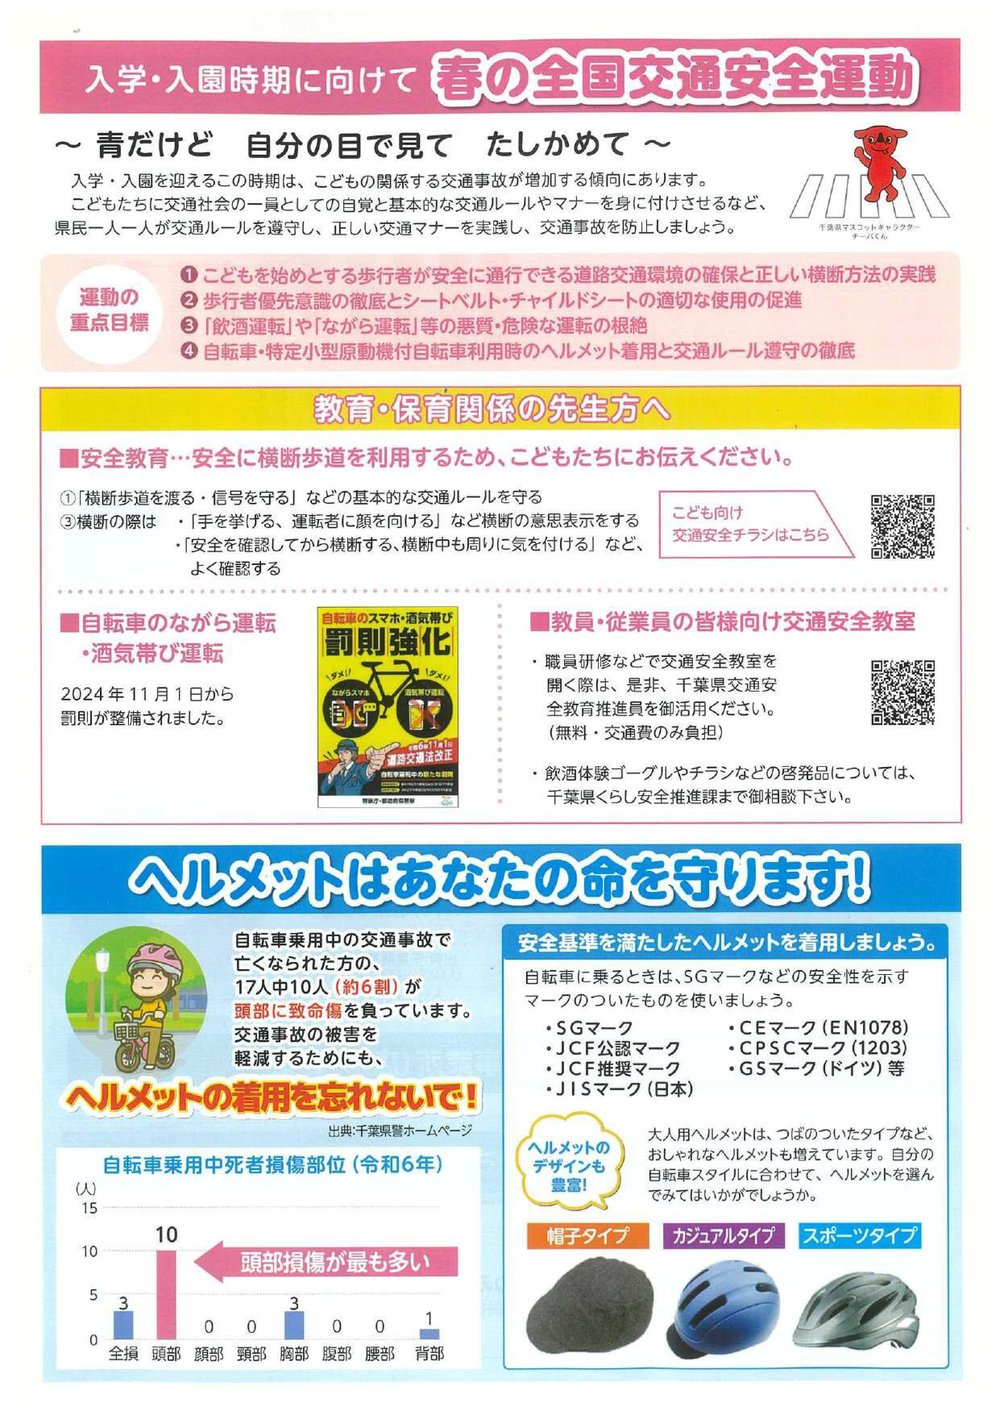 入学・入園時期に向けて 春の全国交通安全運動
～ 青だけど 自分の目で見て たしかめて ～
入学・入園を迎えるこの時期は、こどもの関係する交通事故が増加する傾向にあります。
こどもたちに交通社会の一員としての自覚と基本的な交通ルールやマナーを身に付けさせるなど、
県民一人一人が交通ルールを遵守し、正しい交通マナーを実践し、交通事故を防止しましょう。
千葉県マスコットキャラクター
チーバくん
運動の
重点目標
❶ こどもを始めとする歩行者が安全に通行できる道路交通環境の確保と正しい横断方法の実践
❷ 歩行者優先意識の徹底とシートベルト・チャイルドシートの適切な使用の促進
❸ 「飲酒運転」や「ながら運転」等の悪質・危険な運転の根絶
❹ 自転車・特定小型原動機付自転車利用時のヘルメット着用と交通ルール遵守の徹底
教育・保育関係の先生方へ
■安全教育…安全に横断歩道を利用するため、こどもたちにお伝えください。
①「横断歩道を渡る・信号を守る」などの基本的な交通ルールを守る
③横断の際は ・「手を挙げる、運転者に顔を向ける」など横断の意思表示をする
・「安全を確認してから横断する、横断中も周りに気を付ける」など、
よく確認する
こども向け
交通安全チラシはこちら
■自転車のながら運転
・酒気帯び運転
2024年11月1日から
罰則が整備されました。
自転車のスマホ・酒気帯び
罰則強化
ダメ!! ダメ!!
ながらスマホ 酒気帯び運転
令和6年11月1日
道路交通法改正
自転車運転中の新たな罰則
警察庁・都道府県警察
■教員・従業員の皆様向け交通安全教室
・職員研修などで交通安全教室を
開く際は、是非、千葉県交通安
全教育推進員を御活用ください。
（無料・交通費のみ負担）
・飲酒体験ゴーグルやチラシなどの啓発品については、
千葉県くらし安全推進課まで御相談下さい。
ヘルメットはあなたの命を守ります!
自転車乗用中の交通事故で
亡くなられた方の、
17人中10人（約6割）が
頭部に致命傷を負っています。
交通事故の被害を
軽減するためにも、
ヘルメットの着用を忘れないで!
出典:千葉県警ホームページ
自転車乗用中死者損傷部位（令和6年）
（人）
15
10
5
0
3
10
0
0
3
0
0
1
頭部損傷が最も多い
全損 頭部 顔部 頸部 胸部 腹部 腰部 背部
安全基準を満たしたヘルメットを着用しましょう。
自転車に乗るときは、SGマークなどの安全性を示す
マークのついたものを使いましょう。
・SGマーク
・JCF公認マーク
・JCF推奨マーク
・JISマーク（日本）
・CEマーク（EN1078）
・CPSCマーク（1203）
・GSマーク（ドイツ）等
ヘルメットの
デザインも
豊富!
大人用ヘルメットは、つばのついたタイプなど、
おしゃれなヘルメットも増えています。自分の
自転車スタイルに合わせて、ヘルメットを選ん
でみてはいかがでしょうか。
帽子タイプ カジュアルタイプ スポーツタイプ